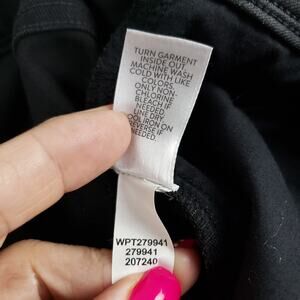 TURN GARMENT
INSIDE OUT.
MACHINE WASH
COLD WITH LIKE
COLORS.
ONLY NON-
CHLORINE
BLEACH IF
NEEDED.
LINE DRY.
COOL IRON ON
REVERSE IF
NEEDED.
WPT279941
279941
207240